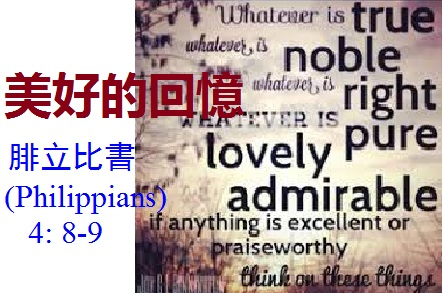 美好的回憶
腓立比書
(Philippians)
4: 8-9
Whatever is true
whatever is noble
whatever is right
WHATEVER IS pure
lovely
admirable
if anything is excellent or
praiseworthy
think on these things